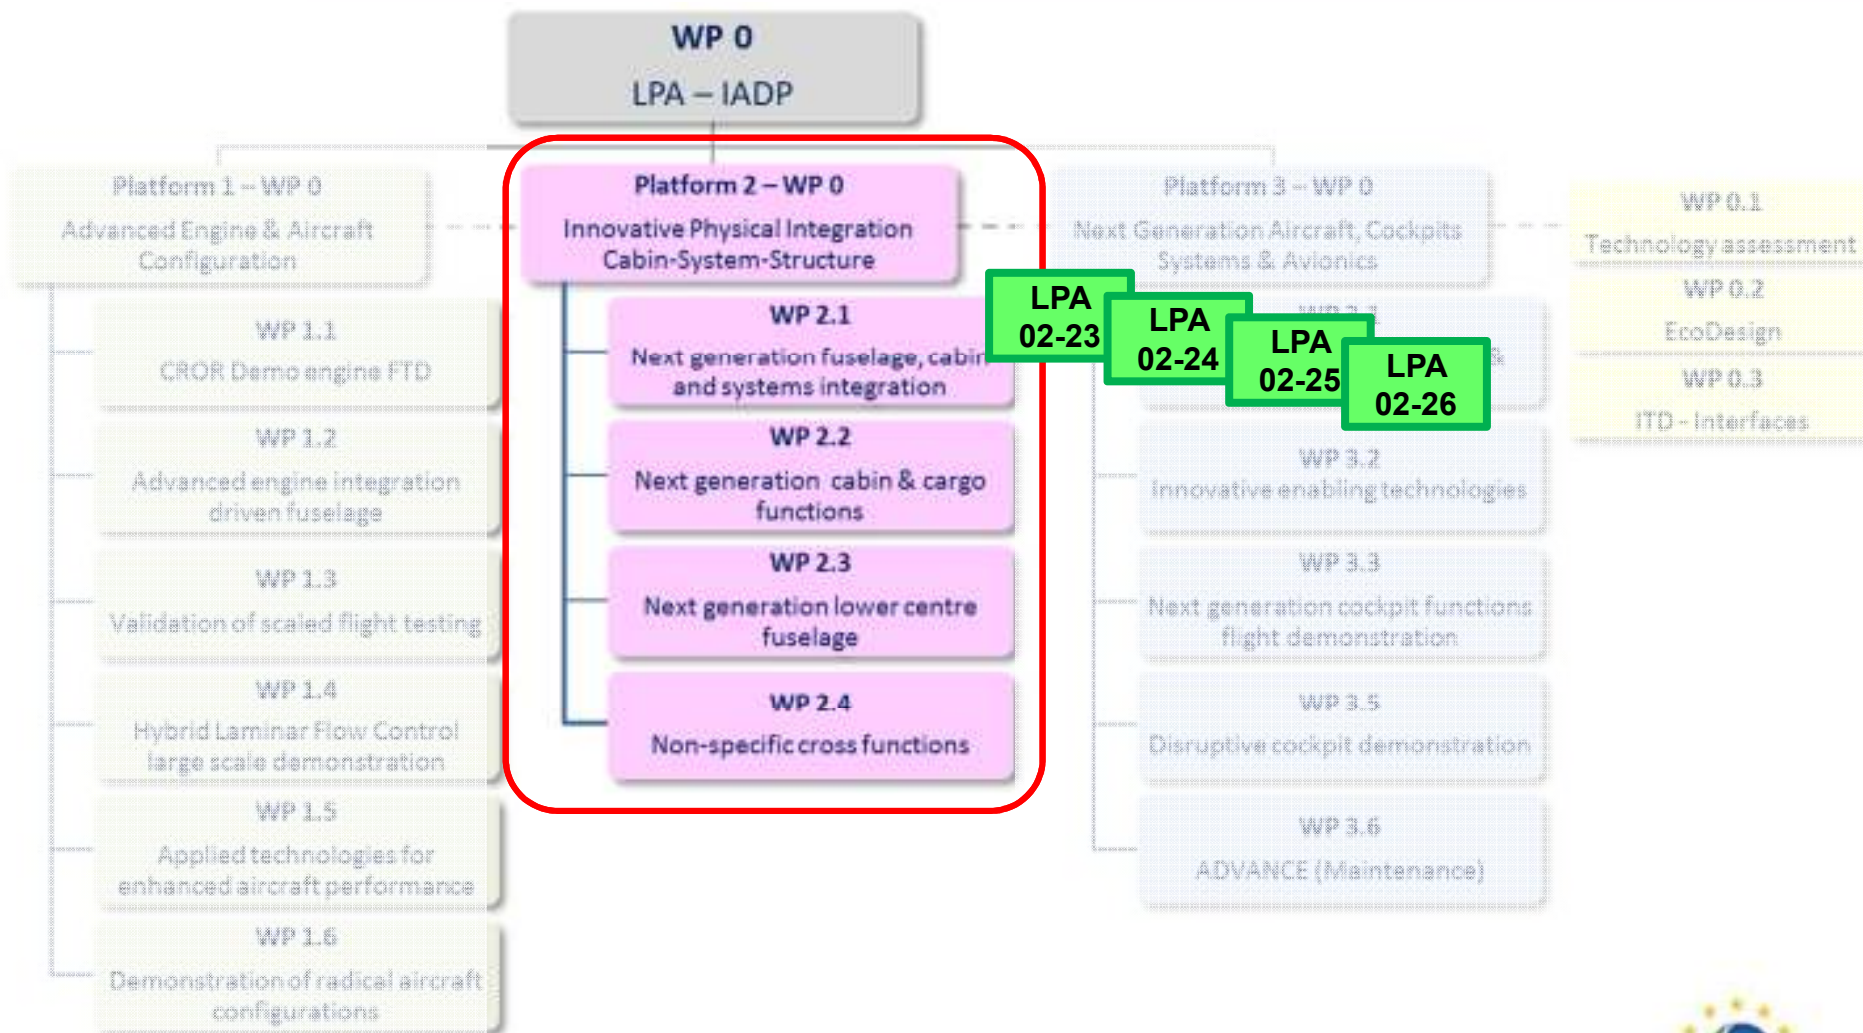 WP 0
LPA – IADP
Platform 1 – WP 0
Advanced Engine & Aircraft
Configuration
WP 1.1
CROR Demo engine FTD
WP 1.2
Advanced engine integration
driven fuselage
WP 1.3
Validation of scaled flight testing
WP 1.4
Hybrid Laminar Flow Control
large scale demonstration
WP 1.5
Applied technologies for
enhanced aircraft performance
WP 1.6
Demonstration of radical aircraft
configurations
Platform 2 – WP 0
Innovative Physical Integration
Cabin-System-Structure
WP 2.1
Next generation fuselage, cabin
and systems integration
WP 2.2
Next generation cabin & cargo
functions
WP 2.3
Next generation lower centre
fuselage
WP 2.4
Non-specific cross functions
LPA
02-23
LPA
02-24
LPA
02-25
LPA
02-26
Platform 3 – WP 0
Next Generation Aircraft, Cockpits
Systems & Avionics
WP 3.2
Innovative enabling technologies
WP 3.3
Next generation cockpit functions
flight demonstration
WP 3.5
Disruptive cockpit demonstration
WP 3.6
ADVANCE (Maintenance)
WP 0.1
Technology assessment
WP 0.2
EcoDesign
WP 0.3
ITD - Interfaces